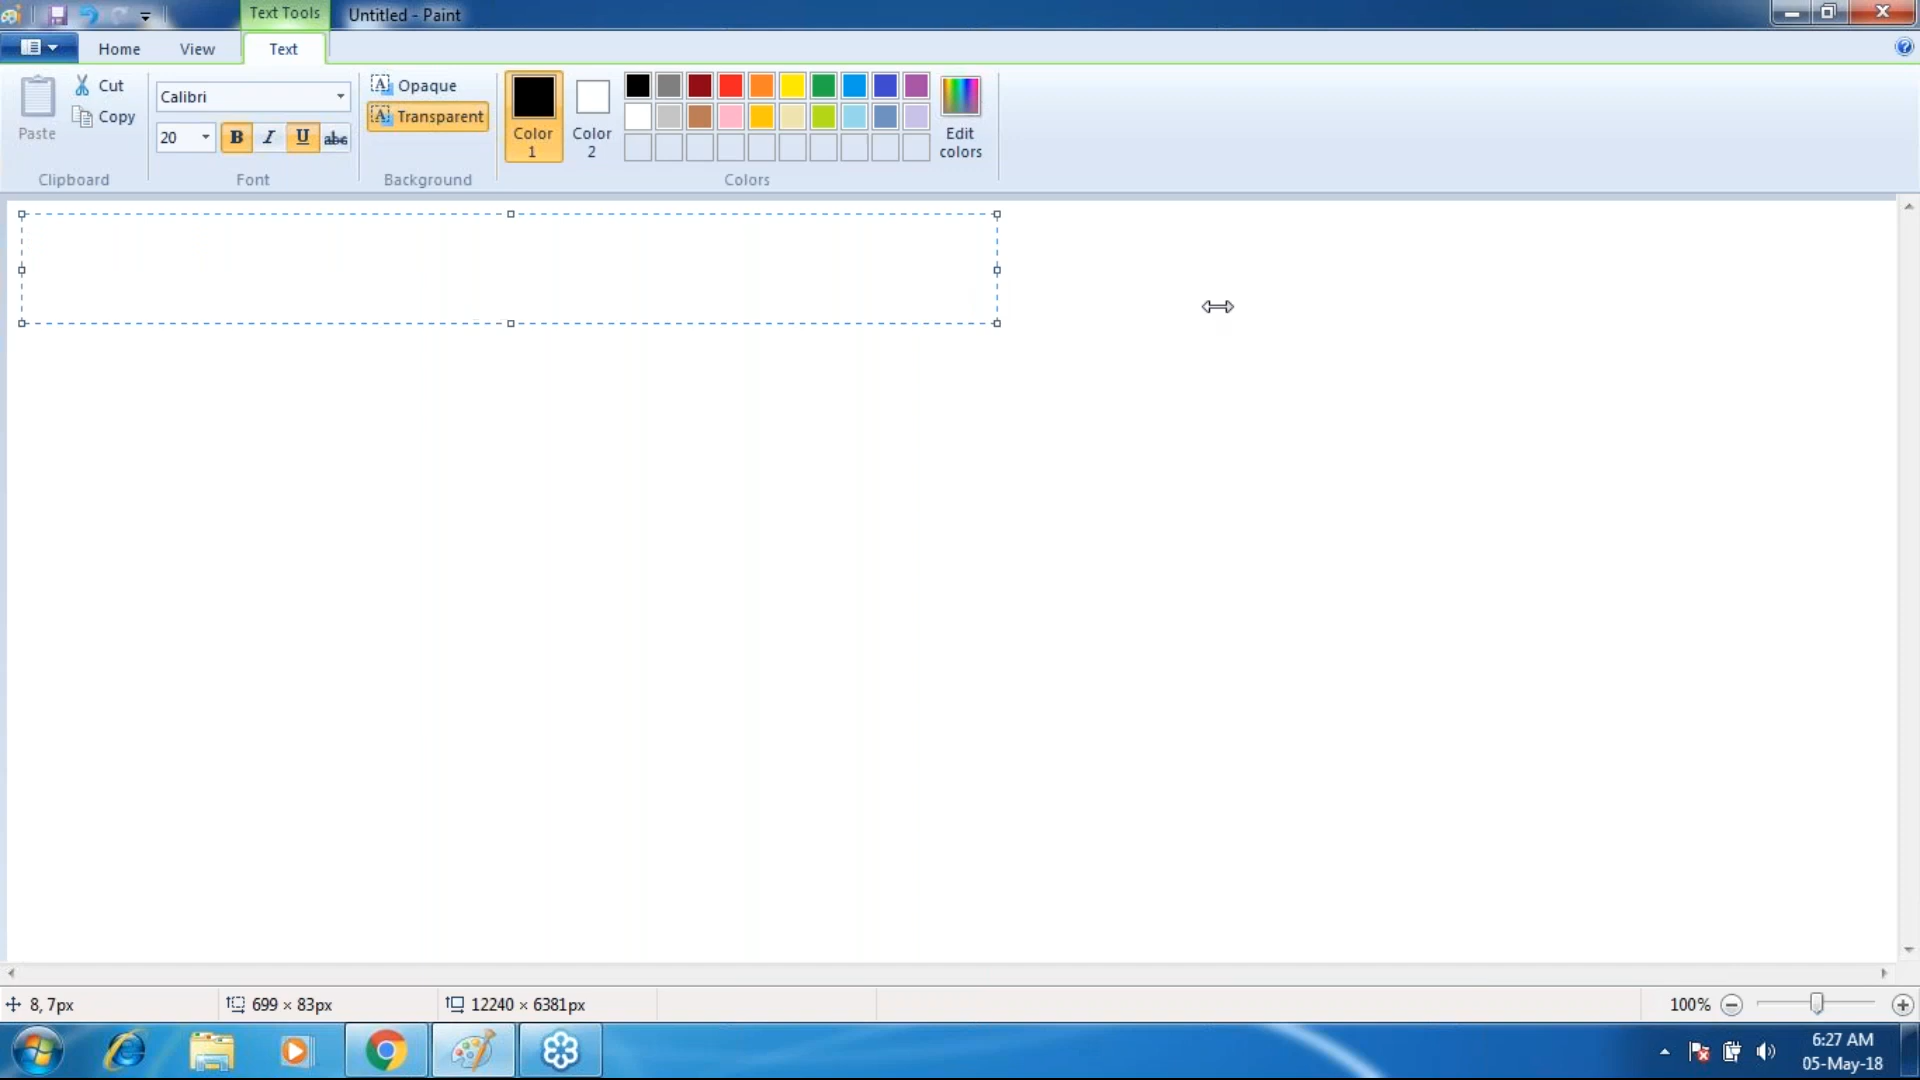 Text Tools
Untitled - Paint
Home
View
Text
Paste
Cut
Copy
Clipboard
Calibri
20
B
I
U
abc
Font
A Opaque
A Transparent
Background
Color 1
Color 2
Edit colors
Colors
8, 7px
699 × 83px
12240 × 6381px
100%
6:27 AM
05-May-18